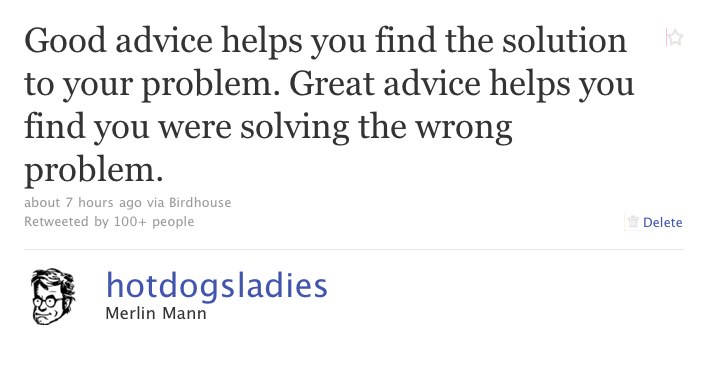 Good advice helps you find the solution
to your problem. Great advice helps you
find you were solving the wrong
problem.
about 7 hours ago via Birdhouse
Retweeted by 100+ people
Delete
hotdogsladies
Merlin Mann